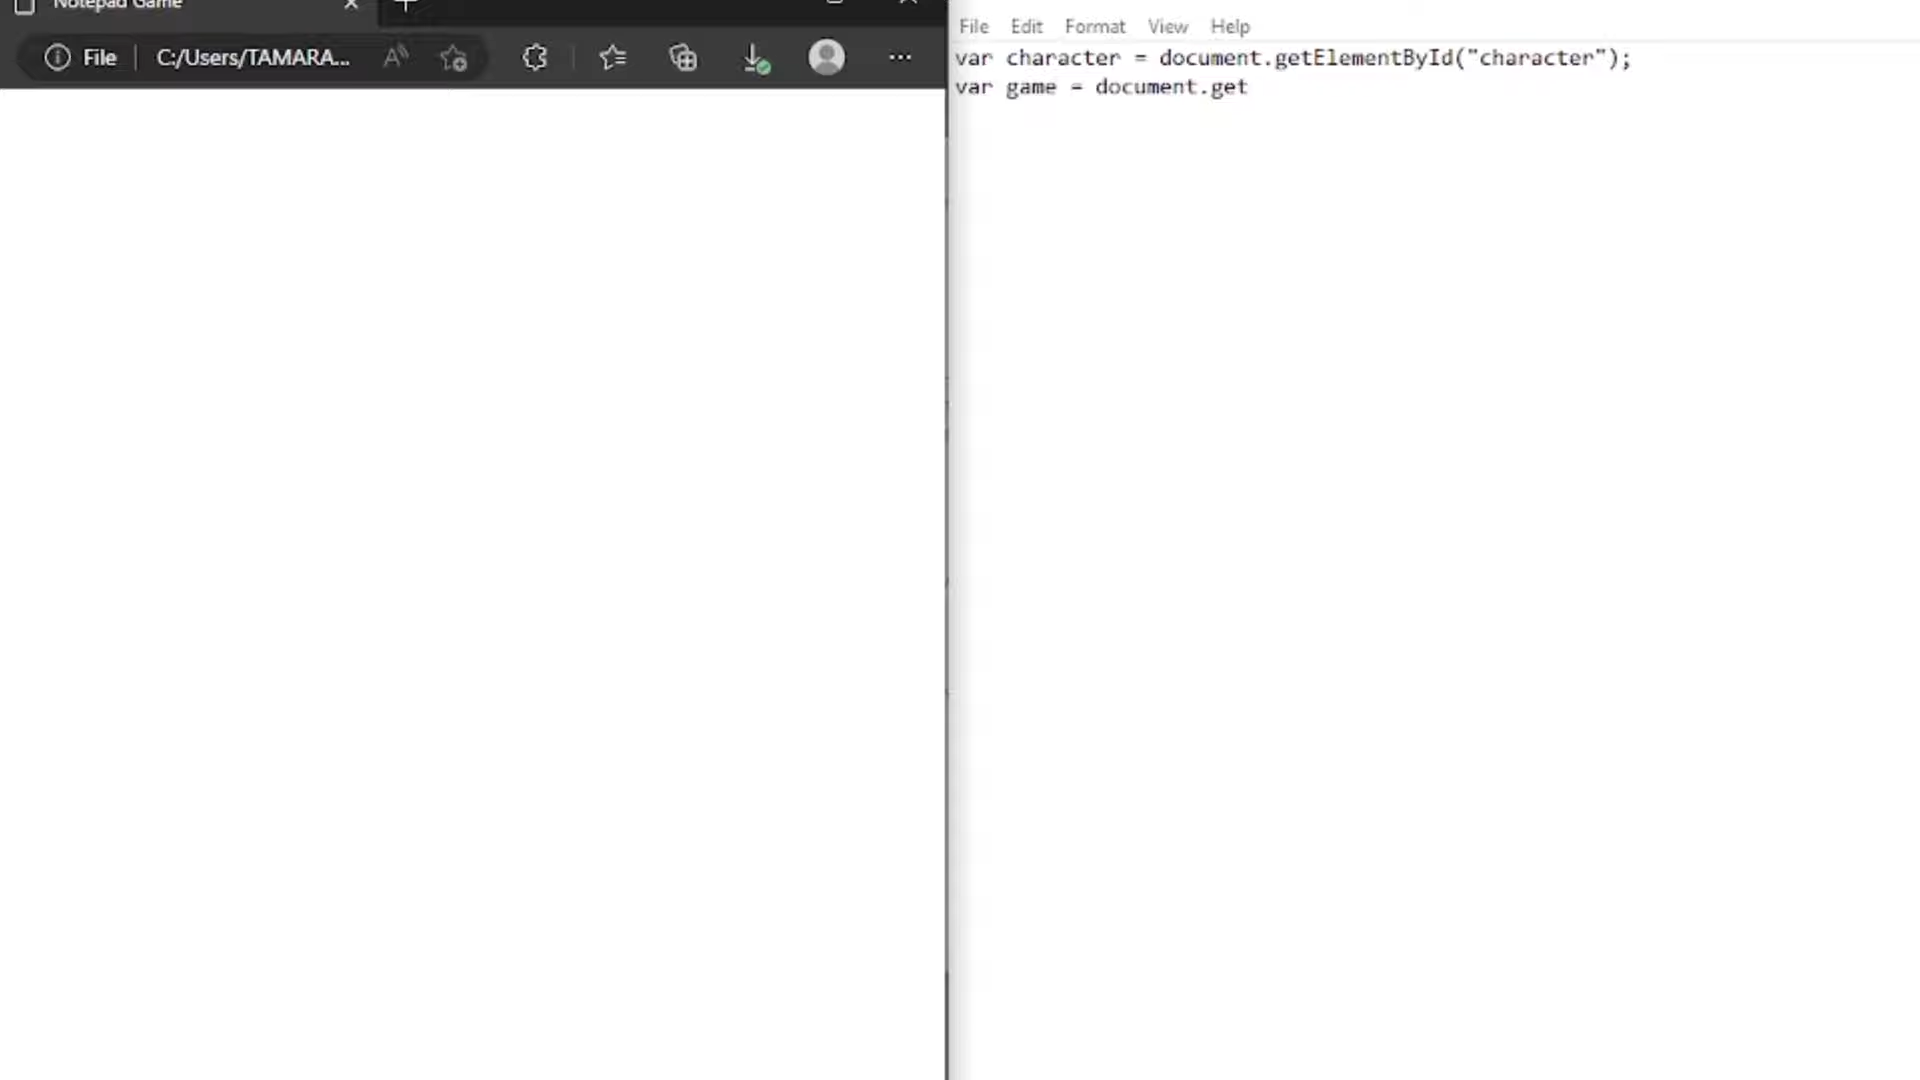 Notepad Game
File C:/Users/TAMARA...
File Edit Format View Help
var character = document.getElementById("character");
var game = document.get